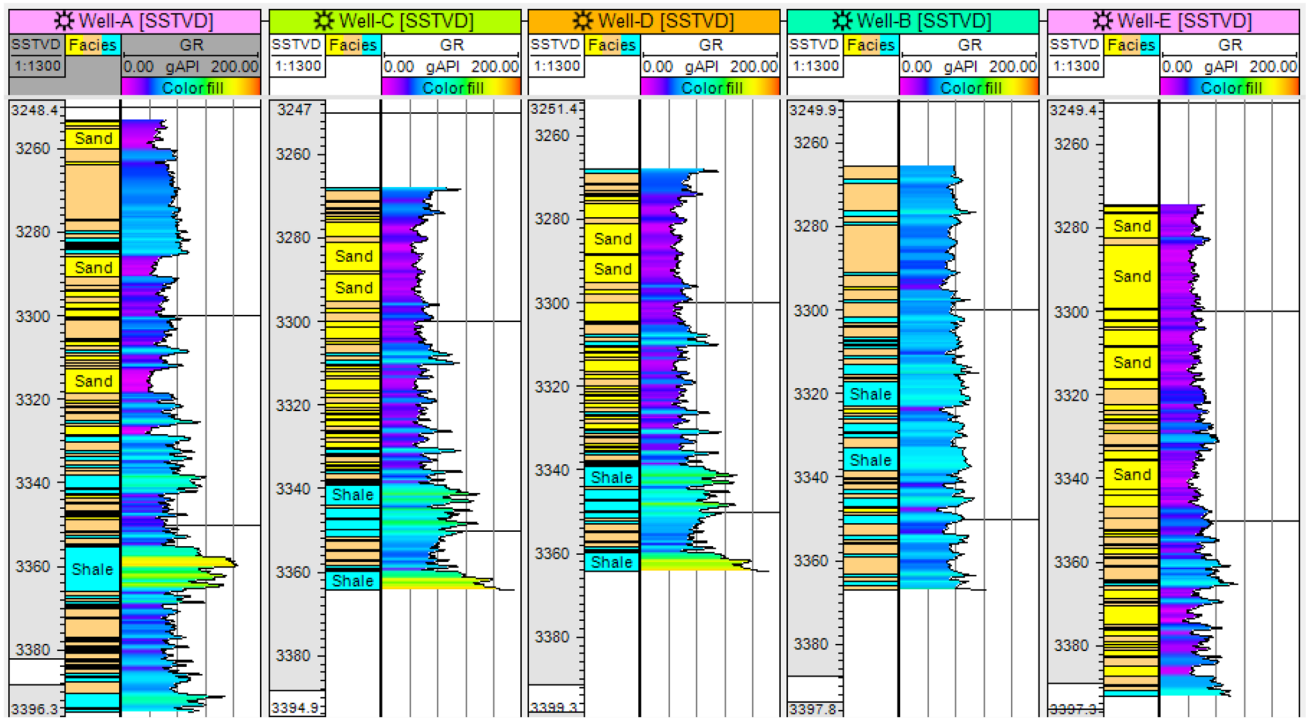 Well-A [SSTVD]
SSTVD Facies GR
1:1300 0.00 gAPI 200.00
Color fill
3248.4
3260
Sand
3280
Sand
3300
Sand
3320
3340
Shale
3360
3380
3396.3
Well-C [SSTVD]
SSTVD Facies GR
1:1300 0.00 gAPI 200.00
Color fill
3247
3260
3280
Sand
Sand
3300
3320
3340
Shale
3360
Shale
3380
3394.9
Well-D [SSTVD]
SSTVD Facies GR
1:1300 0.00 gAPI 200.00
Color fill
3251.4
3260
3280
Sand
Sand
3300
3320
3340
Shale
3360
Shale
3380
3399.3
Well-B [SSTVD]
SSTVD Facies GR
1:1300 0.00 gAPI 200.00
Color fill
3249.9
3260
3280
3300
3320
Shale
Shale
3340
3360
3380
3397.8
Well-E [SSTVD]
SSTVD Facies GR
1:1300 0.00 gAPI 200.00
Color fill
3249.4
3260
3280
Sand
Sand
3300
Sand
3320
3340
Sand
3360
3380
3397.3